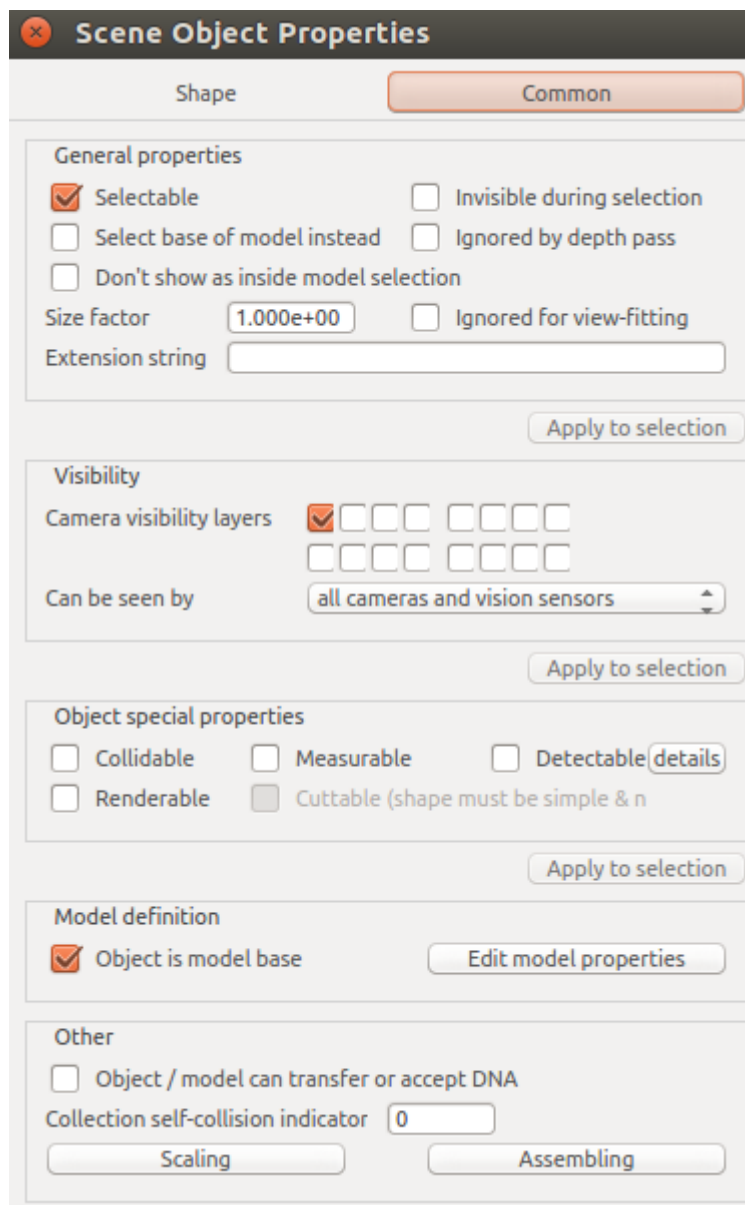 Scene Object Properties
Shape Common
General properties
Selectable Invisible during selection
Select base of model instead Ignored by depth pass
Don't show as inside model selection
Size factor 1.000e+00 Ignored for view-fitting
Extension string
Apply to selection
Visibility
Camera visibility layers
Can be seen by all cameras and vision sensors
Apply to selection
Object special properties
Collidable Measurable Detectable details
Renderable Cuttable (shape must be simple & n
Apply to selection
Model definition
Object is model base Edit model properties
Other
Object / model can transfer or accept DNA
Collection self-collision indicator 0
Scaling Assembling